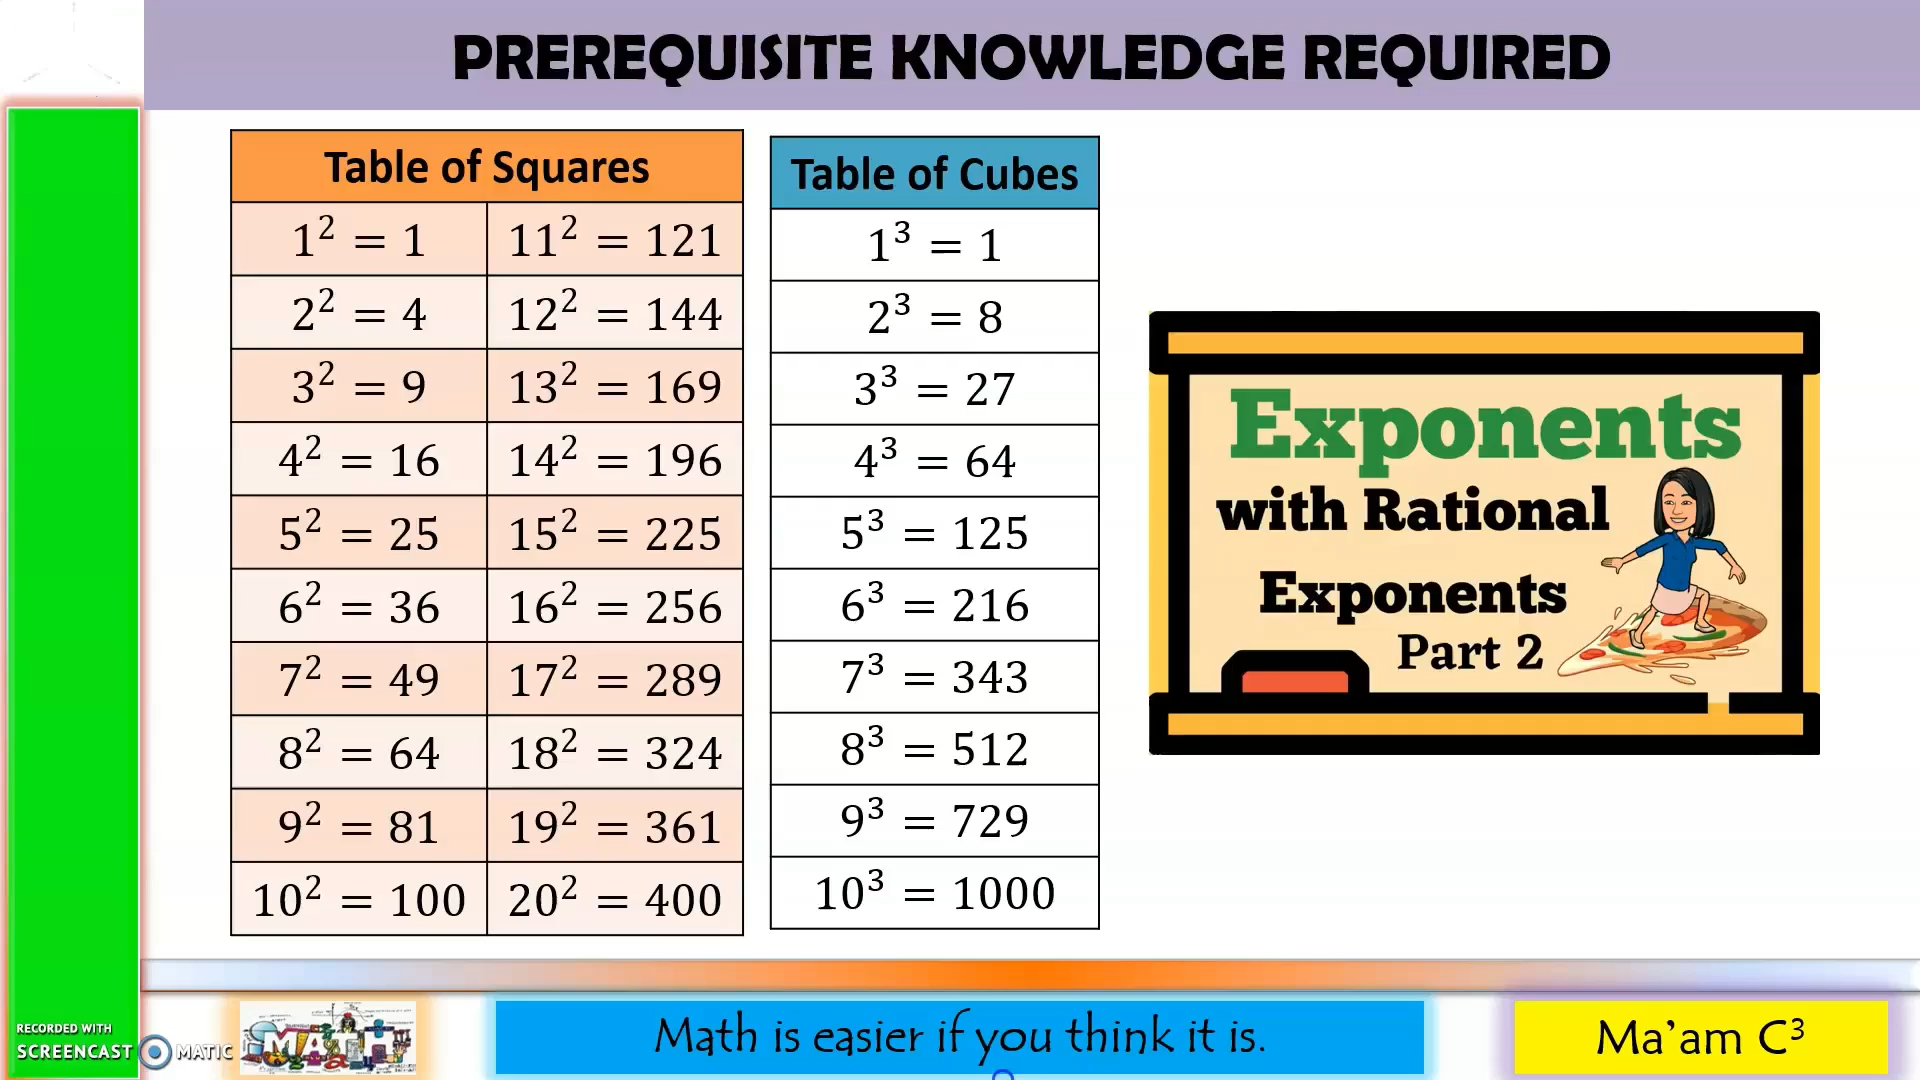 PREREQUISITE KNOWLEDGE REQUIRED
Table of Squares
1² = 1 11² = 121
2² = 4 12² = 144
3² = 9 13² = 169
4² = 16 14² = 196
5² = 25 15² = 225
6² = 36 16² = 256
7² = 49 17² = 289
8² = 64 18² = 324
9² = 81 19² = 361
10² = 100 20² = 400
Table of Cubes
1³ = 1
2³ = 8
3³ = 27
4³ = 64
5³ = 125
6³ = 216
7³ = 343
8³ = 512
9³ = 729
10³ = 1000
Exponents
with Rational
Exponents
Part 2
RECORDED WITH
SCREENCAST MATIC
MATH
Math is easier if you think it is.
Ma’am C³